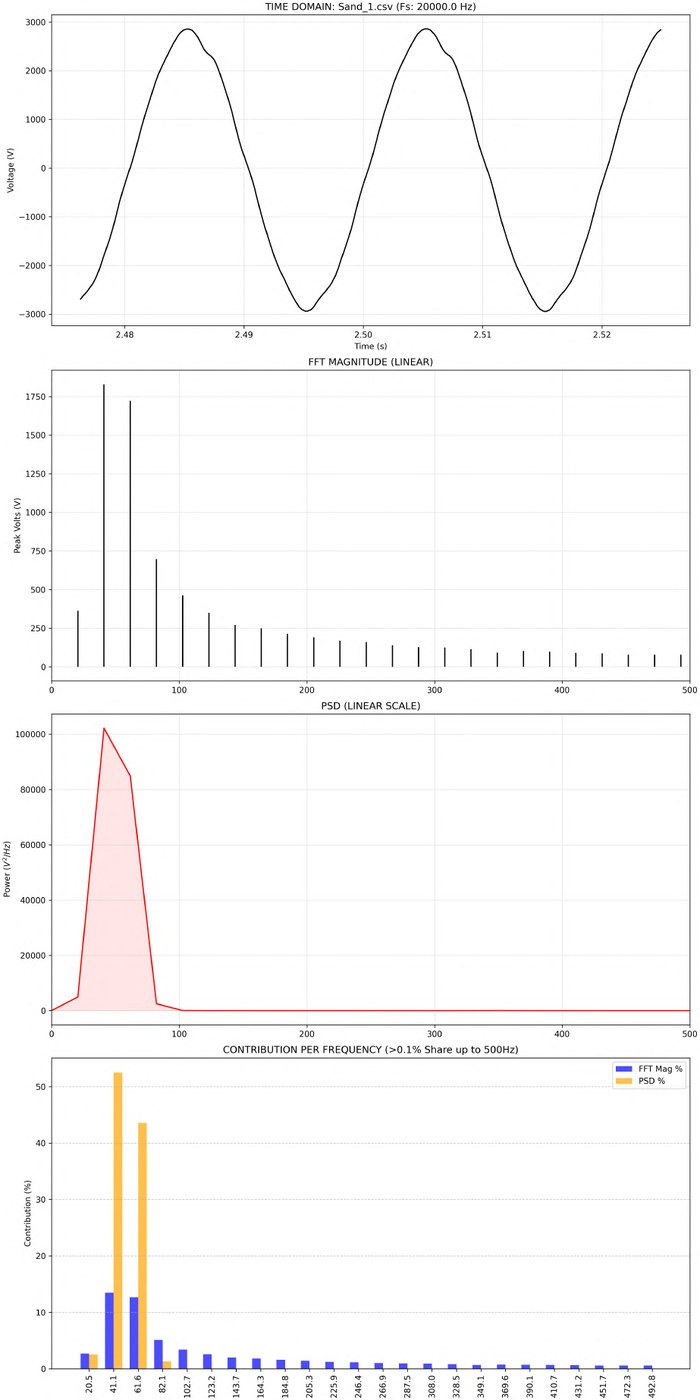 TIME DOMAIN: Sand_1.csv (Fs: 20000.0 Hz)
Voltage (V)
3000
2000
1000
0
−1000
−2000
−3000
2.48 2.49 2.50 2.51 2.52
Time (s)
FFT MAGNITUDE (LINEAR)
Peak Volts (V)
1750
1500
1250
1000
750
500
250
0
0 100 200 300 400 500
PSD (LINEAR SCALE)
Power (V²/Hz)
100000
80000
60000
40000
20000
0
0 100 200 300 400 500
CONTRIBUTION PER FREQUENCY (>0.1% Share up to 500Hz)
FFT Mag %
PSD %
Contribution (%)
50
40
30
20
10
0
20.5 41.1 61.6 82.1 102.7 123.2 143.7 164.3 184.8 205.3 225.9 246.4 266.9 287.5 308.0 328.5 349.1 369.6 390.1 410.7 431.2 451.7 472.3 492.8